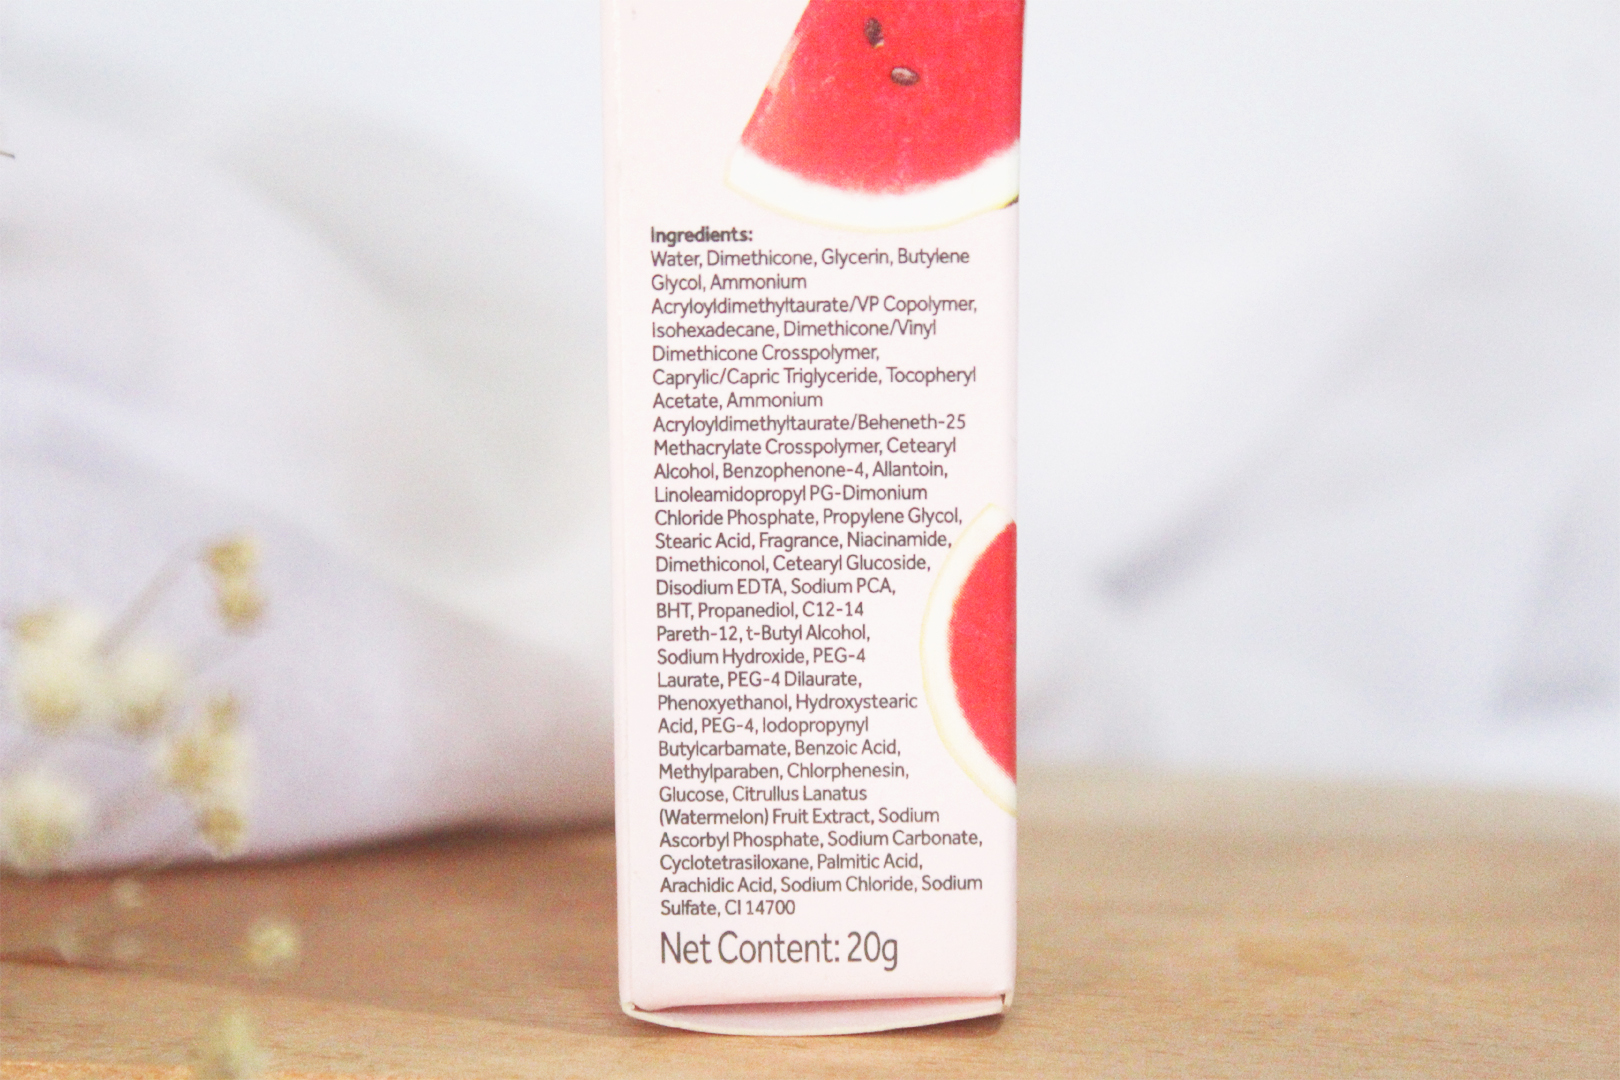 Ingredients:
Water, Dimethicone, Glycerin, Butylene
Glycol, Ammonium
Acryloyldimethyltaurate/VP Copolymer,
Isohexadecane, Dimethicone/Vinyl
Dimethicone Crosspolymer,
Caprylic/Capric Triglyceride, Tocopheryl
Acetate, Ammonium
Acryloyldimethyltaurate/Beheneth-25
Methacrylate Crosspolymer, Cetearyl
Alcohol, Benzophenone-4, Allantoin,
Linoleamidopropyl PG-Dimonium
Chloride Phosphate, Propylene Glycol,
Stearic Acid, Fragrance, Niacinamide,
Dimethiconol, Cetearyl Glucoside,
Disodium EDTA, Sodium PCA,
BHT, Propanediol, C12-14
Pareth-12, t-Butyl Alcohol,
Sodium Hydroxide, PEG-4
Laurate, PEG-4 Dilaurate,
Phenoxyethanol, Hydroxystearic
Acid, PEG-4, Iodopropynyl
Butylcarbamate, Benzoic Acid,
Methylparaben, Chlorphenesin,
Glucose, Citrullus Lanatus
(Watermelon) Fruit Extract, Sodium
Ascorbyl Phosphate, Sodium Carbonate,
Cyclotetrasiloxane, Palmitic Acid,
Arachidic Acid, Sodium Chloride, Sodium
Sulfate, CI 14700
Net Content: 20g